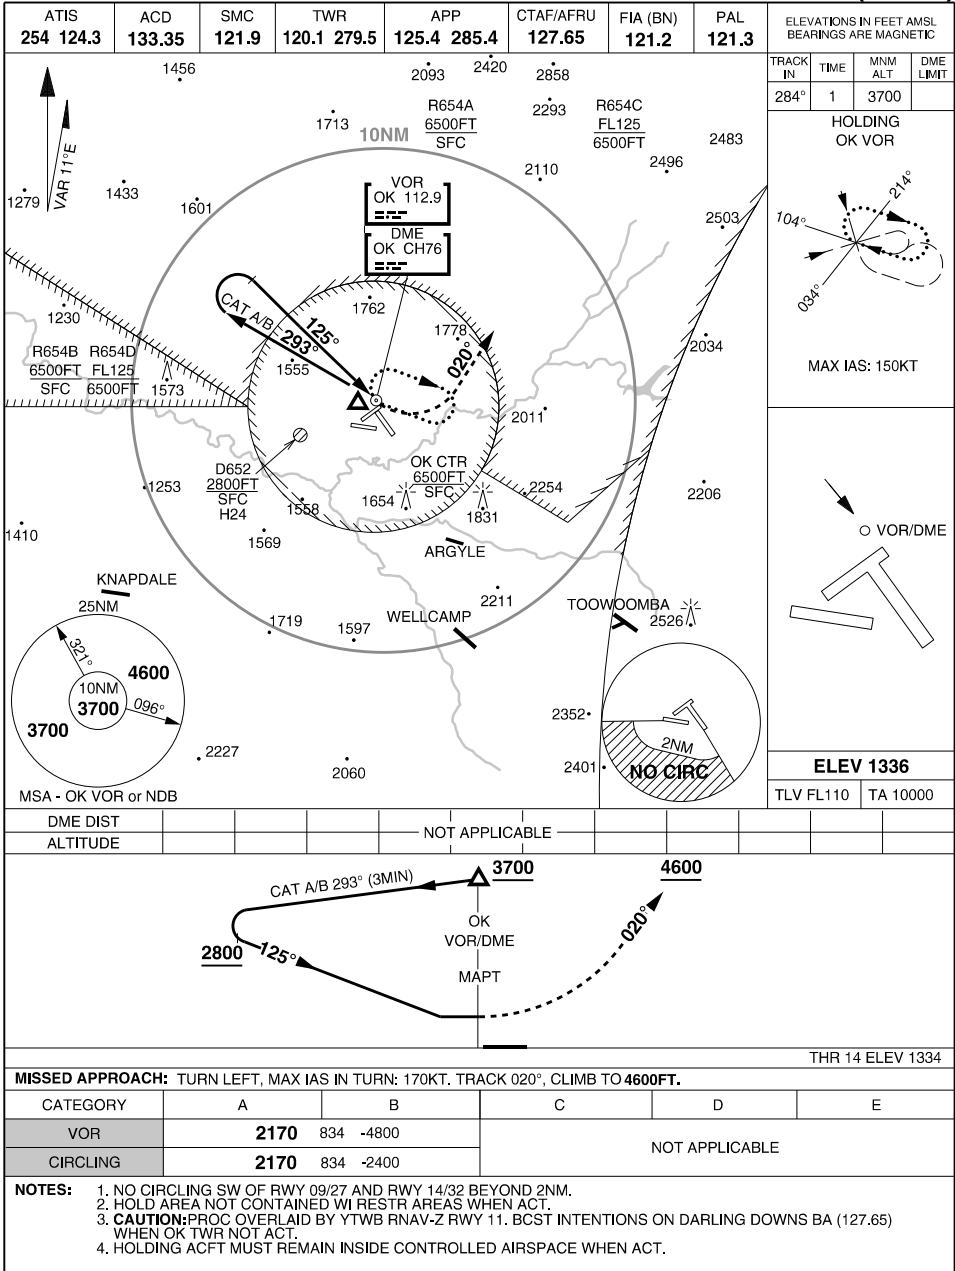 ATIS
254 124.3
ACD
133.35
SMC
121.9
TWR
120.1 279.5
APP
125.4 285.4
CTAF/AFRU
127.65
FIA (BN)
121.2
PAL
121.3
ELEVATIONS IN FEET AMSL
BEARINGS ARE MAGNETIC
TRACK IN
TIME
MNM ALT
DME LIMIT
284°
1
3700
HOLDING
OK VOR
214°
104°
034°
MAX IAS: 150KT
VAR 11°E
1456
2093
2420
2858
1713
R654A
6500FT
SFC
2293
R654C
FL125
6500FT
2483
10NM
2110
2496
1279
1433
1601
VOR
OK 112.9
DME
OK CH76
2503
1230
1762
CAT A/B
125°
293°
1778
020°
2034
R654B
6500FT
SFC
R654D
FL125
6500FT
1573
1555
2011
D652
2800FT
SFC
H24
OK CTR
6500FT
SFC
1253
1558
1654
1831
2254
2206
1410
1569
ARGYLE
VOR/DME
KNAPDALE
25NM
321°
4600
10NM
3700
096°
3700
MSA - OK VOR or NDB
1719
1597
WELLCAMP
2211
TOOWOOMBA
2526
2352
2NM
NO CIRC
2401
2227
2060
ELEV 1336
TLV FL110
TA 10000
DME DIST
ALTITUDE
NOT APPLICABLE
CAT A/B 293° (3MIN)
3700
4600
OK
VOR/DME
MAPT
2800
125°
020°
THR 14 ELEV 1334
MISSED APPROACH: TURN LEFT, MAX IAS IN TURN: 170KT. TRACK 020°, CLIMB TO 4600FT.
CATEGORY A B C D E
VOR 2170 834 -4800
CIRCLING 2170 834 -2400
NOT APPLICABLE
NOTES: 1. NO CIRCLING SW OF RWY 09/27 AND RWY 14/32 BEYOND 2NM.
2. HOLD AREA NOT CONTAINED WI RESTR AREAS WHEN ACT.
3. CAUTION:PROC OVERLAID BY YTWB RNAV-Z RWY 11. BCST INTENTIONS ON DARLING DOWNS BA (127.65)
WHEN OK TWR NOT ACT.
4. HOLDING ACFT MUST REMAIN INSIDE CONTROLLED AIRSPACE WHEN ACT.